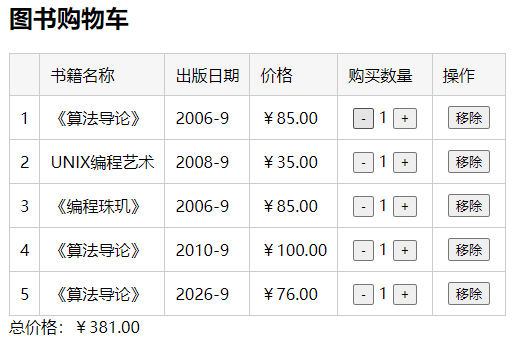 图书购物车
书籍名称 出版日期 价格 购买数量 操作
1 《算法导论》 2006-9 ￥85.00 - 1 + 移除
2 UNIX编程艺术 2008-9 ￥35.00 - 1 + 移除
3 《编程珠玑》 2006-9 ￥85.00 - 1 + 移除
4 《算法导论》 2010-9 ￥100.00 - 1 + 移除
5 《算法导论》 2026-9 ￥76.00 - 1 + 移除
总价格：￥381.00